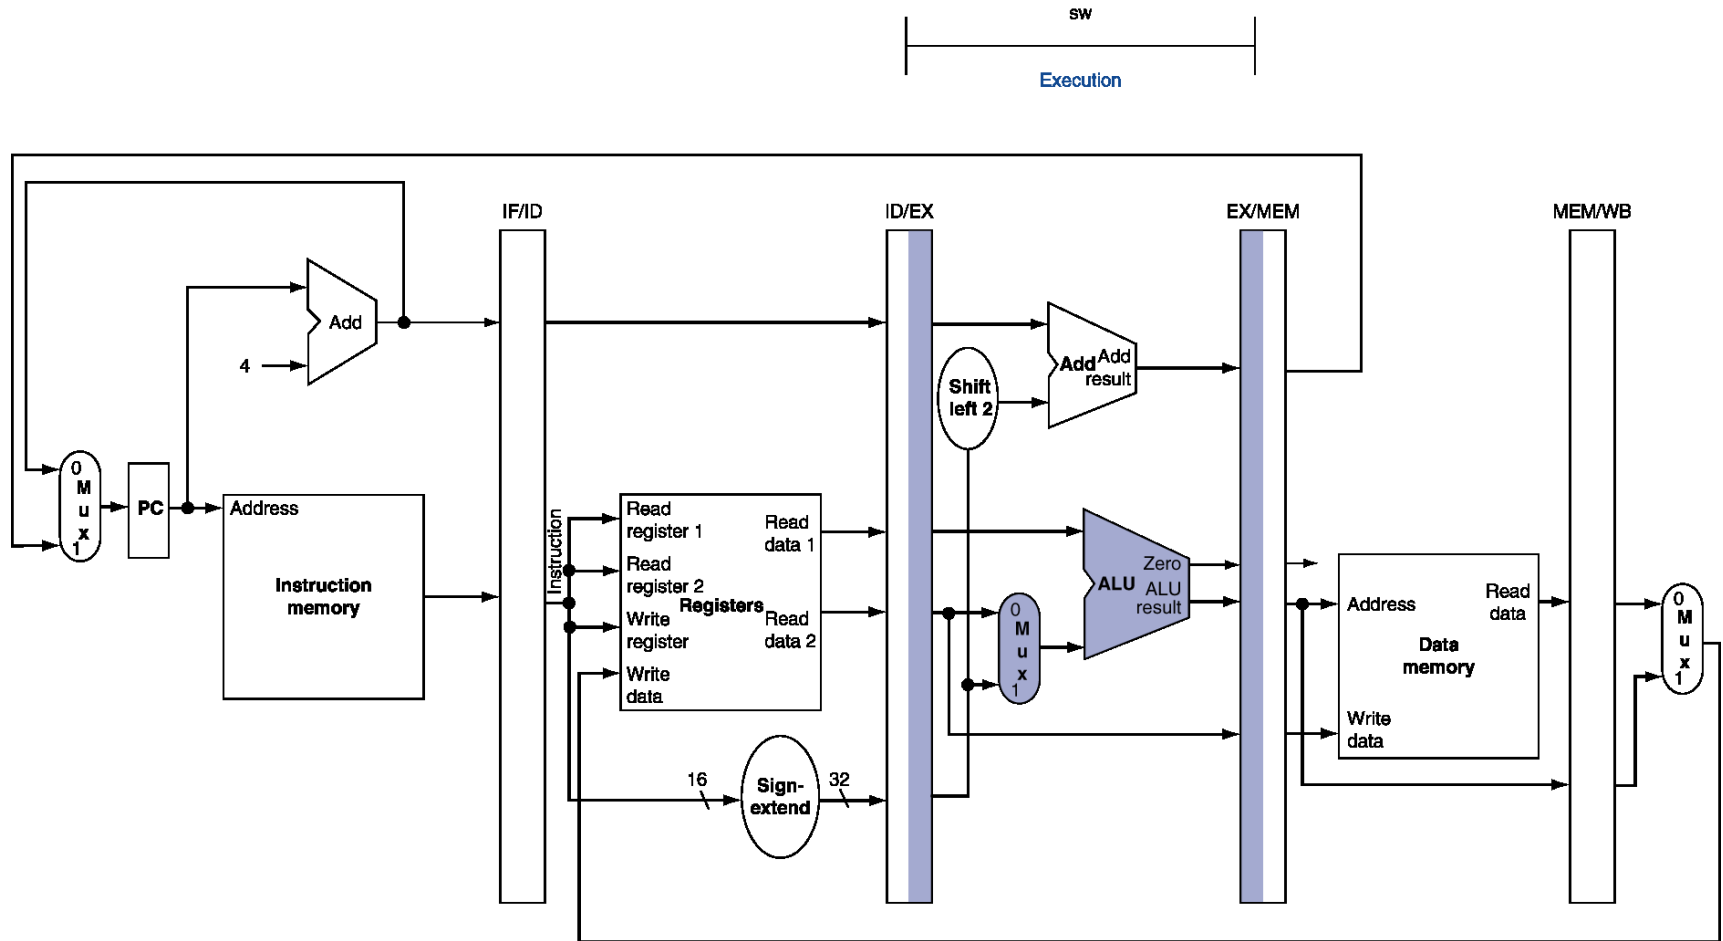 sw
Execution
IF/ID
ID/EX
EX/MEM
MEM/WB
Add
4
Add Add
result
Shift
left 2
0
M
u
x
1
PC
Address
Instruction
memory
Instruction
Read
register 1
Read
register 2
Write
register
Write
data
Registers
Read
data 1
Read
data 2
16
Sign-
extend
32
0
M
u
x
1
ALU
Zero
ALU
result
Address
Read
data
Data
memory
Write
data
0
M
u
x
1